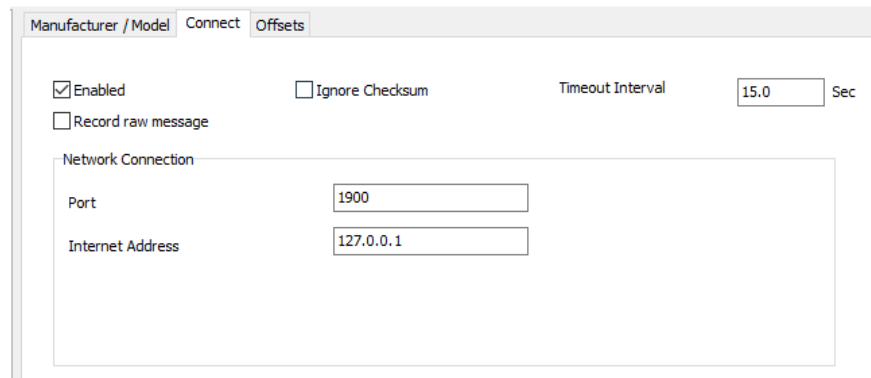 Manufacturer / Model Connect Offsets
Enabled Ignore Checksum Timeout Interval 15.0 Sec
Record raw message
Network Connection
Port 1900
Internet Address 127.0.0.1